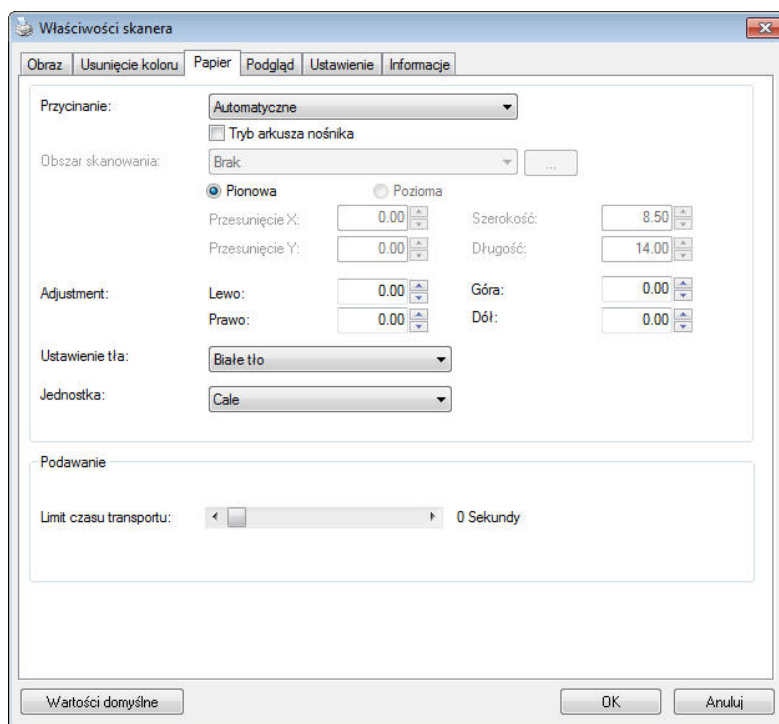 Właściwości skanera
Obraz Usunięcie koloru Papier Podgląd Ustawienie Informacje
Przycinanie: Automatyczne
Tryb arkusza nośnika
Obszar skanowania: Brak ...
Pionowa Pozioma
Przesunięcie X: 0.00 Szerokość: 8.50
Przesunięcie Y: 0.00 Długość: 14.00
Adjustment: Lewo: 0.00 Góra: 0.00
Prawo: 0.00 Dół: 0.00
Ustawienie tła: Białe tło
Jednostka: Cale
Podawanie
Limit czasu transportu: 0 Sekundy
Wartości domyślne OK Anuluj